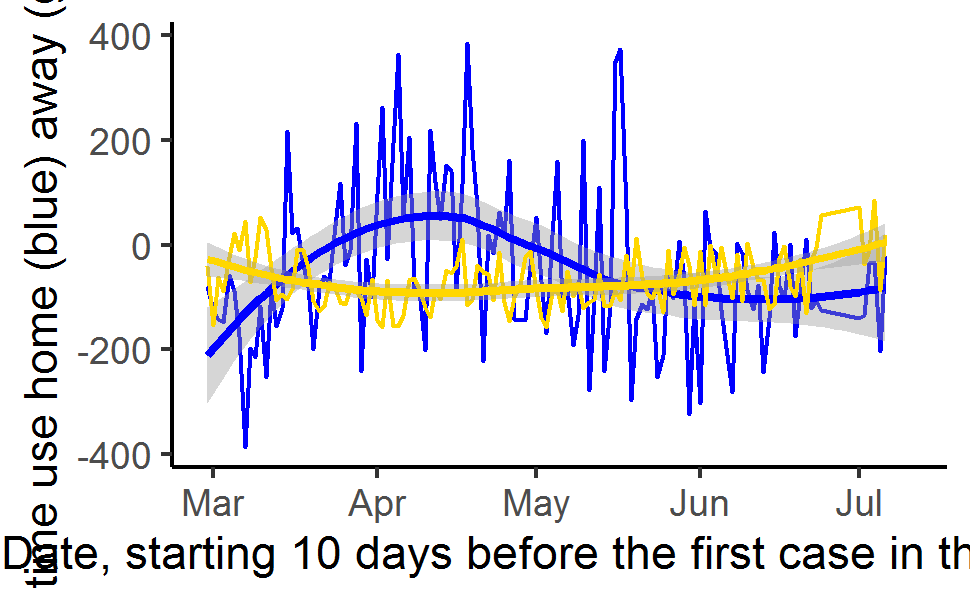 time use home (blue) away (g
400
200
0
-200
-400
Mar Apr May Jun Jul
Date, starting 10 days before the first case in th